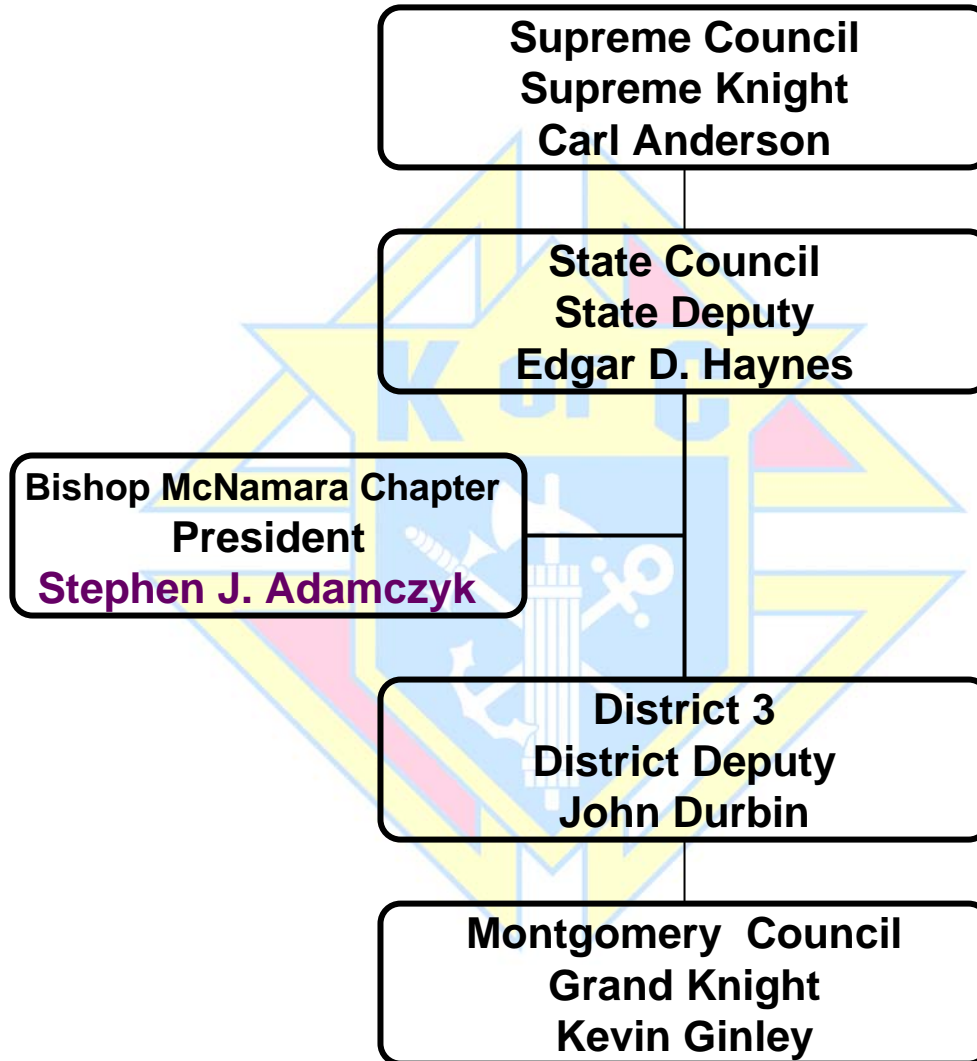 Supreme Council
Supreme Knight
Carl Anderson
State Council
State Deputy
Edgar D. Haynes
K OF C
Bishop McNamara Chapter
President
Stephen J. Adamczyk
District 3
District Deputy
John Durbin
Montgomery Council
Grand Knight
Kevin Ginley